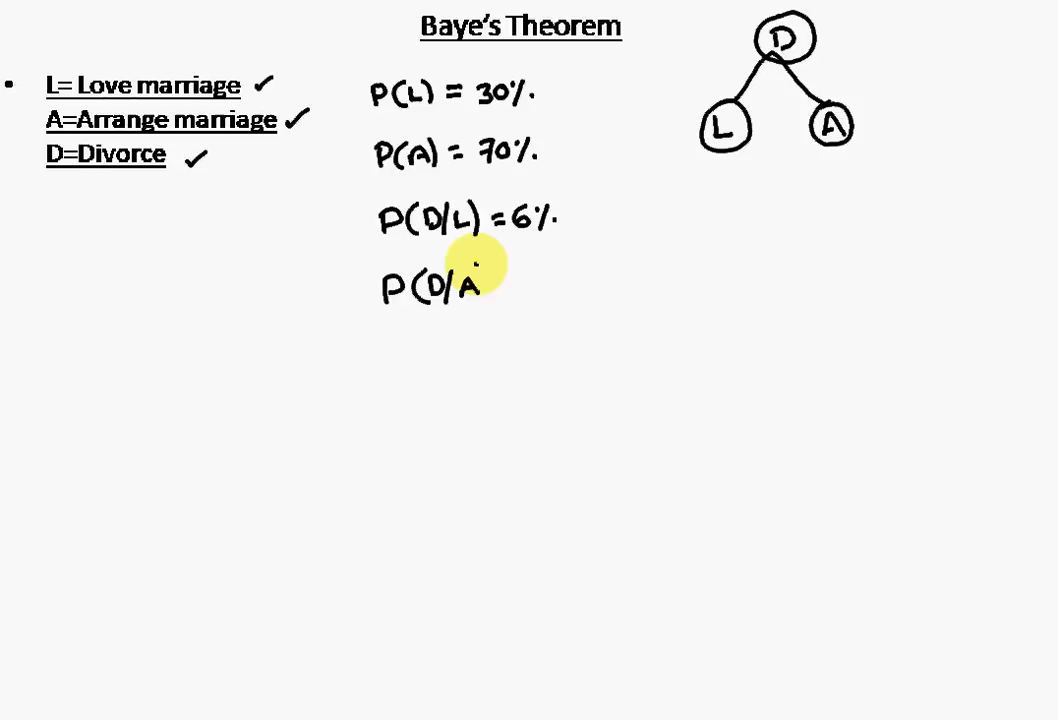 Baye's Theorem
• L= Love marriage ✓
A=Arrange marriage ✓
D=Divorce ✓
P(L) = 30%.
P(A) = 70%.
P(D/L) = 6%.
P(D/A
D
L A